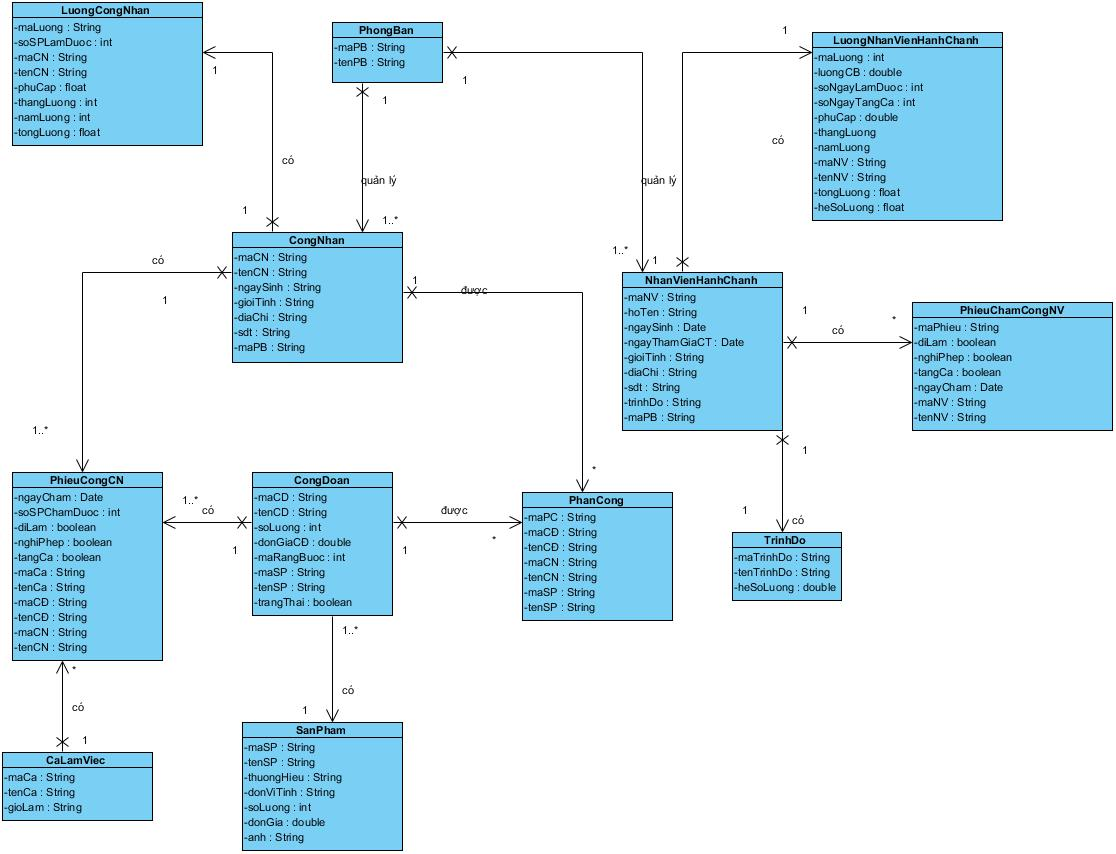 LuongCongNhan
-maLuong : String
-soSPLamDuoc : int
-maCN : String
-tenCN : String
-phuCap : float
-thangLuong : int
-namLuong : int
-tongLuong : float
1
có
1
PhongBan
-maPB : String
-tenPB : String
1
1
quản lý
1..*
quản lý
1..*
1
1
có
LuongNhanVienHanhChanh
-maLuong : int
-luongCB : double
-soNgayLamDuoc : int
-soNgayTangCa : int
-phuCap : double
-thangLuong
-namLuong
-maNV : String
-tenNV : String
-tongLuong : float
-heSoLuong : float
CongNhan
-maCN : String
-tenCN : String
-ngaySinh : String
-gioiTinh : String
-diaChi : String
-sdt : String
-maPB : String
có
1
1..*
1
được
*
NhanVienHanhChanh
-maNV : String
-hoTen : String
-ngaySinh : Date
-ngayThamGiaCT : Date
-gioiTinh : String
-diaChi : String
-sdt : String
-trinhDo : String
-maPB : String
1
có
*
PhieuChamCongNV
-maPhieu : String
-diLam : boolean
-nghiPhep : boolean
-tangCa : boolean
-ngayCham : Date
-maNV : String
-tenNV : String
1
1
có
PhieuCongCN
-ngayCham : Date
-soSPChamDuoc : int
-diLam : boolean
-nghiPhep : boolean
-tangCa : boolean
-maCa : String
-tenCa : String
-maCĐ : String
-tenCĐ : String
-maCN : String
-tenCN : String
1..*
có
1
CongDoan
-maCD : String
-tenCD : String
-soLuong : int
-donGiaCĐ : double
-maRangBuoc : int
-maSP : String
-tenSP : String
-trangThai : boolean
được
1
*
PhanCong
-maPC : String
-maCĐ : String
-tenCĐ : String
-maCN : String
-tenCN : String
-maSP : String
-tenSP : String
TrinhDo
-maTrinhDo : String
-tenTrinhDo : String
-heSoLuong : double
*
có
1
1..*
có
1
CaLamViec
-maCa : String
-tenCa : String
-gioLam : String
SanPham
-maSP : String
-tenSP : String
-thuongHieu : String
-donViTinh : String
-soLuong : int
-donGia : double
-anh : String